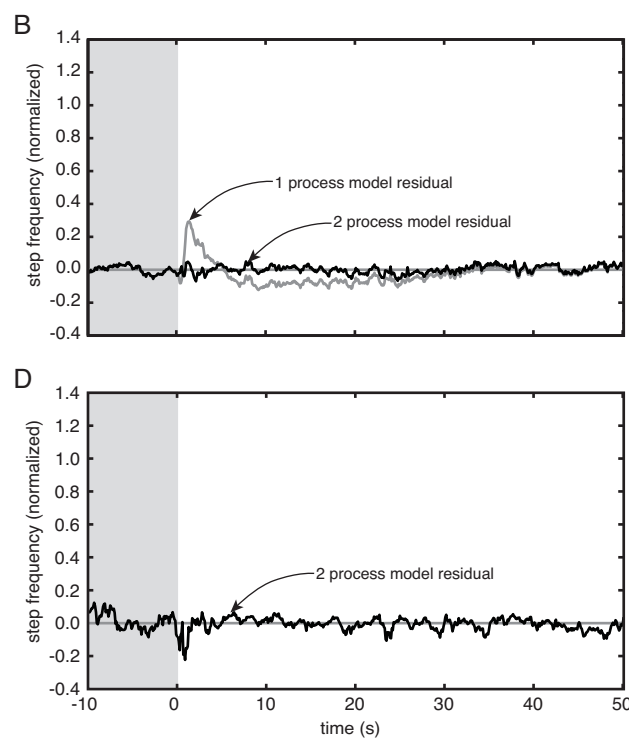 B
1.4
1.2
1.0
0.8
0.6
0.4
0.2
0.0
-0.2
-0.4
step frequency (normalized)
1 process model residual
2 process model residual
D
1.4
1.2
1.0
0.8
0.6
0.4
0.2
0.0
-0.2
-0.4
step frequency (normalized)
2 process model residual
-10 0 10 20 30 40 50
time (s)